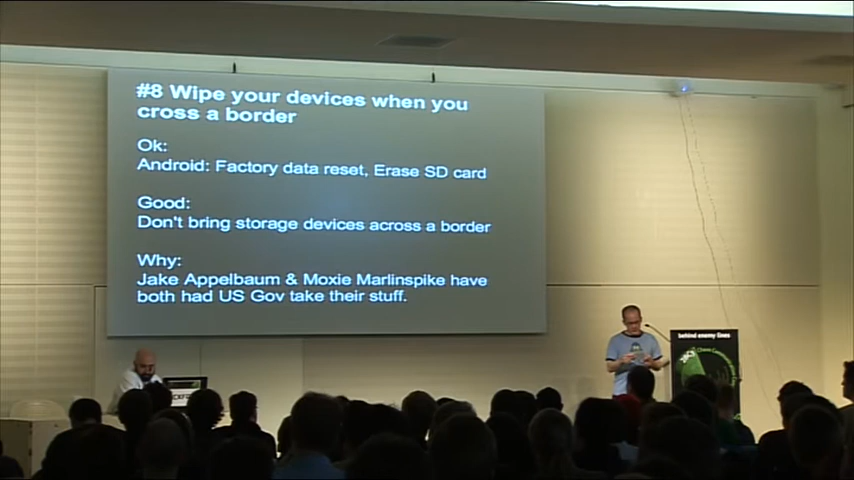 #8 Wipe your devices when you
cross a border
Ok:
Android: Factory data reset, Erase SD card
Good:
Don't bring storage devices across a border
Why:
Jake Appelbaum & Moxie Marlinspike have
both had US Gov take their stuff.
behind enemy lines